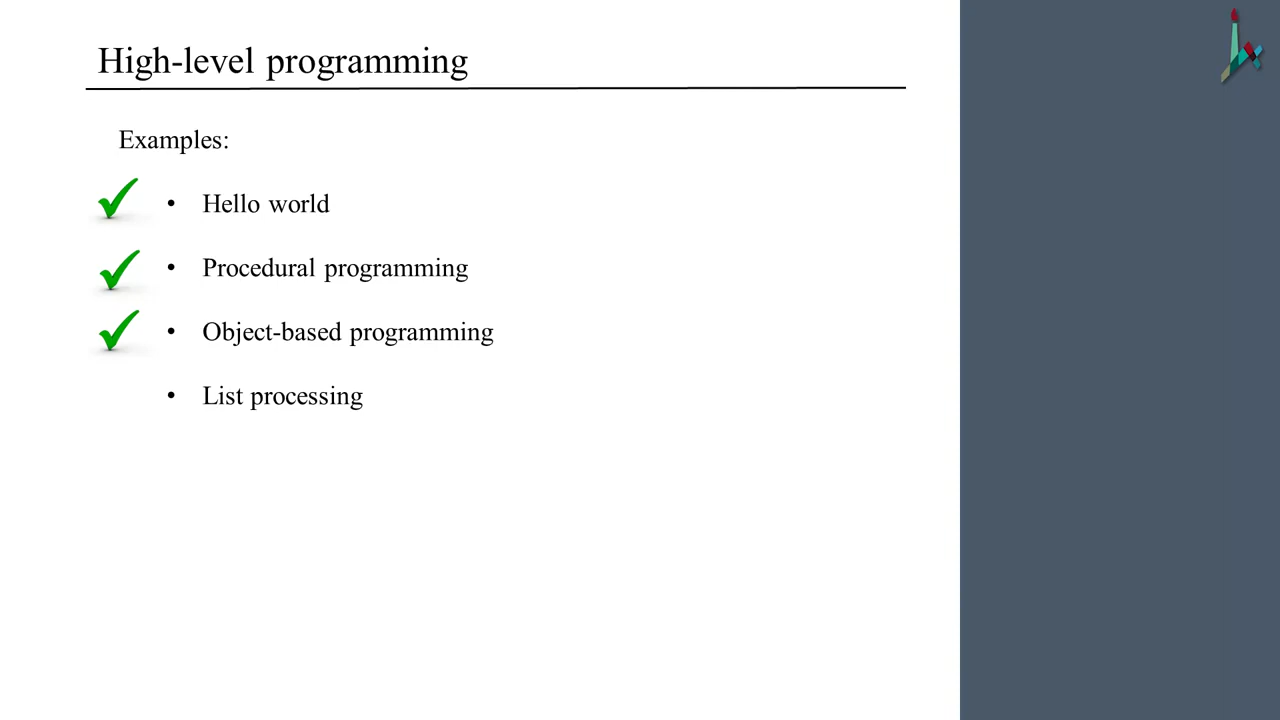 High-level programming
Examples:
• Hello world
• Procedural programming
• Object-based programming
• List processing